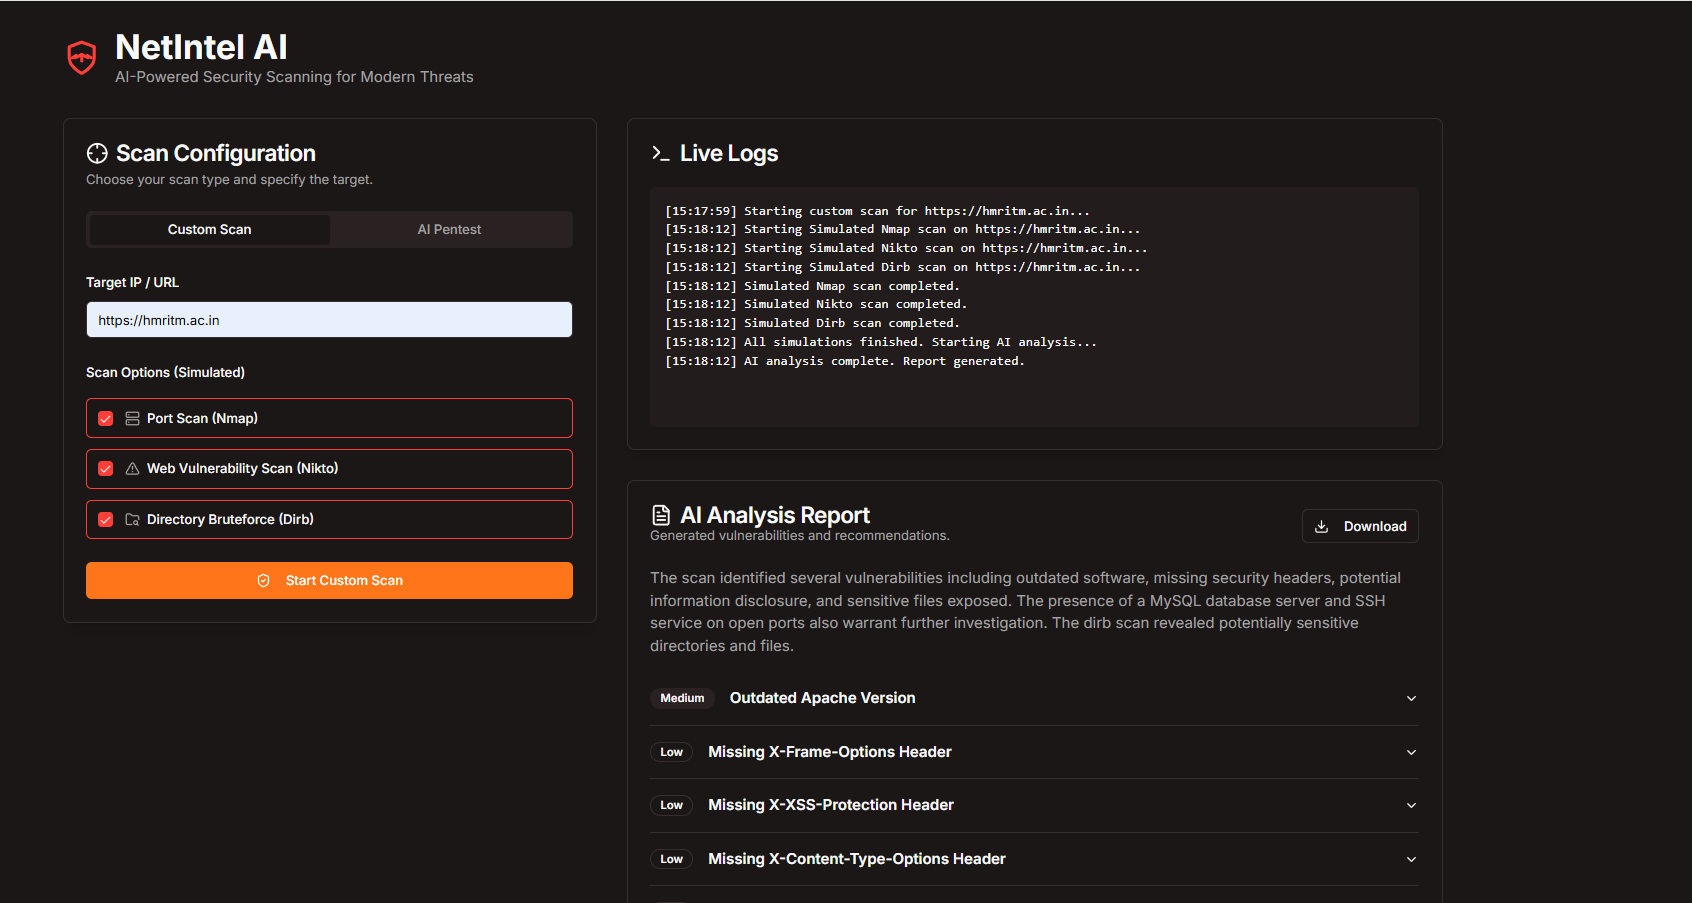 NetIntel AI
AI-Powered Security Scanning for Modern Threats
Scan Configuration
Choose your scan type and specify the target.
Custom Scan
AI Pentest
Target IP / URL
https://hmritm.ac.in
Scan Options (Simulated)
Port Scan (Nmap)
Web Vulnerability Scan (Nikto)
Directory Bruteforce (Dirb)
Start Custom Scan
Live Logs
[15:17:59] Starting custom scan for https://hmritm.ac.in...
[15:18:12] Starting Simulated Nmap scan on https://hmritm.ac.in...
[15:18:12] Starting Simulated Nikto scan on https://hmritm.ac.in...
[15:18:12] Starting Simulated Dirb scan on https://hmritm.ac.in...
[15:18:12] Simulated Nmap scan completed.
[15:18:12] Simulated Nikto scan completed.
[15:18:12] Simulated Dirb scan completed.
[15:18:12] All simulations finished. Starting AI analysis...
[15:18:12] AI analysis complete. Report generated.
AI Analysis Report
Generated vulnerabilities and recommendations.
Download
The scan identified several vulnerabilities including outdated software, missing security headers, potential
information disclosure, and sensitive files exposed. The presence of a MySQL database server and SSH
service on open ports also warrant further investigation. The dirb scan revealed potentially sensitive
directories and files.
Medium Outdated Apache Version
Low Missing X-Frame-Options Header
Low Missing X-XSS-Protection Header
Low Missing X-Content-Type-Options Header